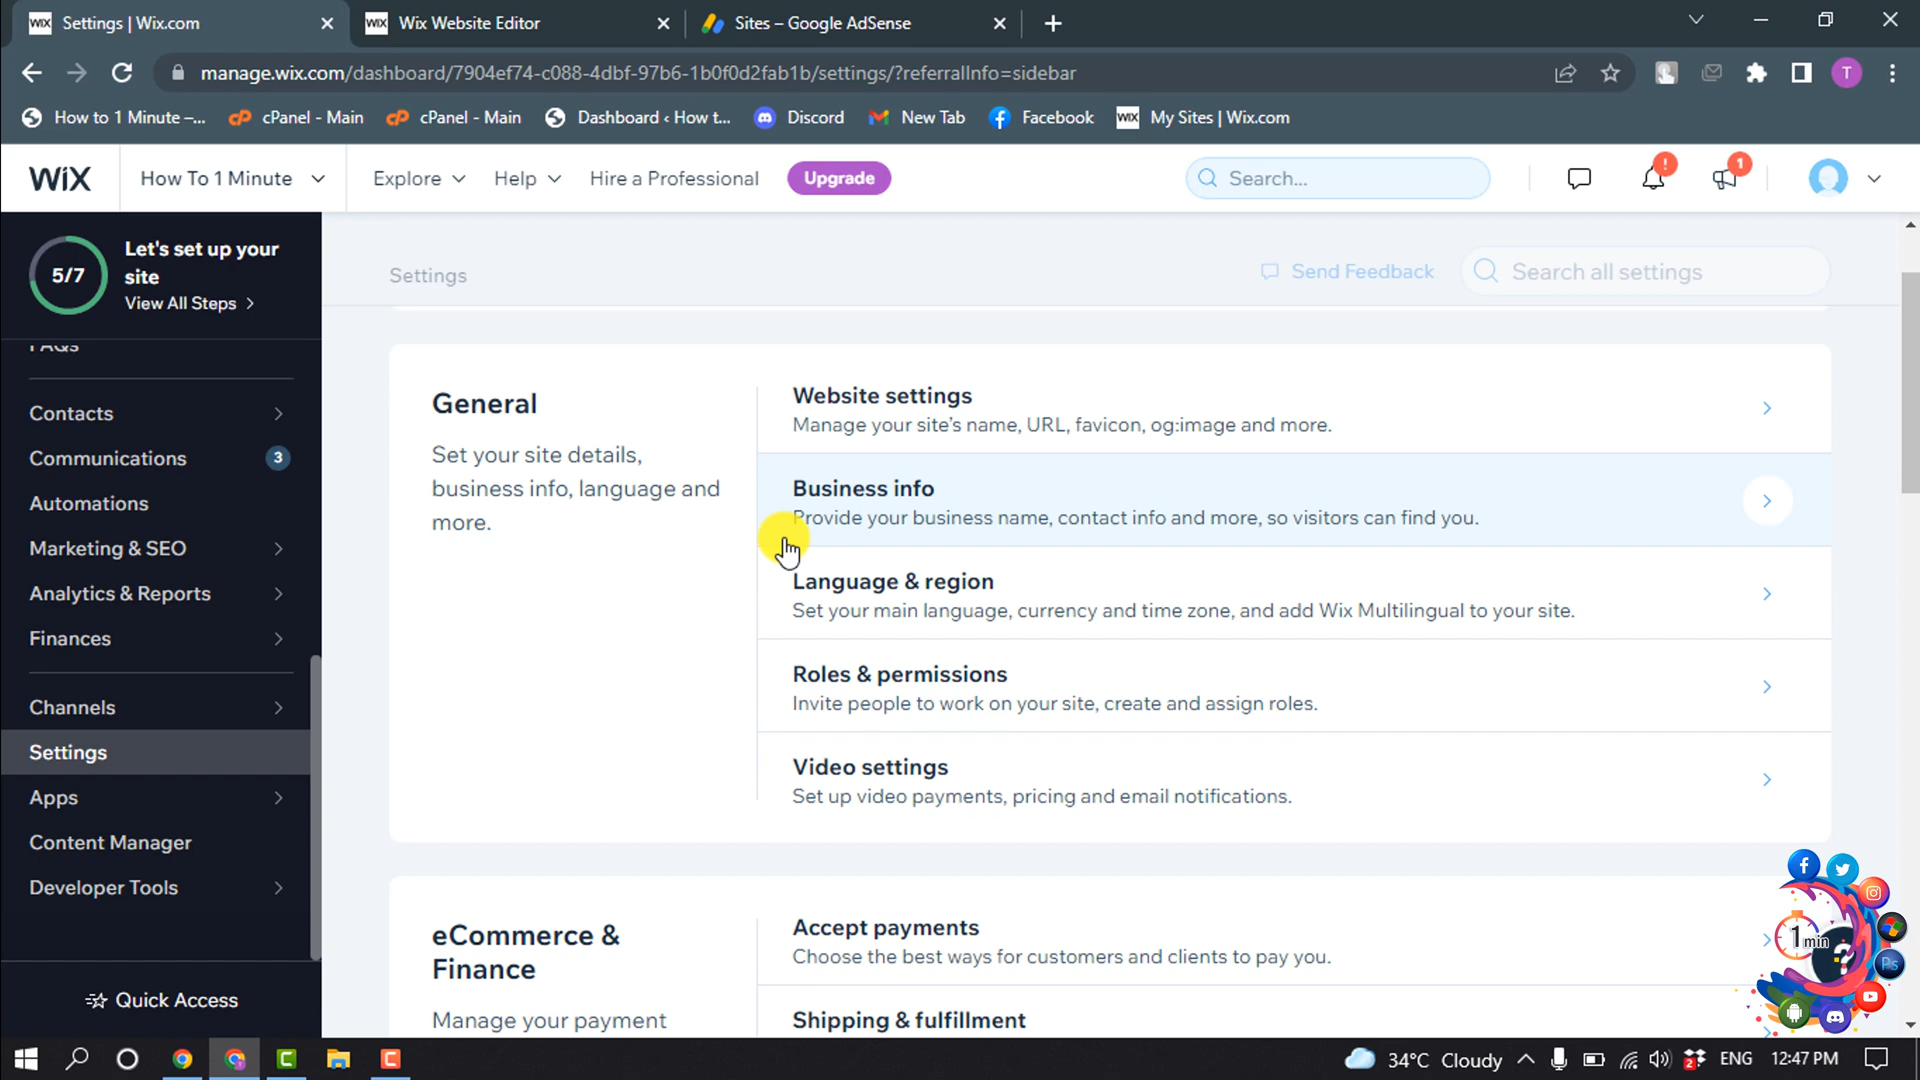 Settings | Wix.com
Wix Website Editor
Sites – Google AdSense
manage.wix.com/dashboard/7904ef74-c088-4dbf-97b6-1b0f0d2fab1b/settings/?referralInfo=sidebar
T
How to 1 Minute –...
cPanel - Main
cPanel - Main
Dashboard ‹ How t...
Discord
New Tab
Facebook
My Sites | Wix.com
WIX
How To 1 Minute
Explore
Help
Hire a Professional
Upgrade
Search...
!
1
5/7
Let's set up your
site
View All Steps
Settings
Send Feedback
Search all settings
FAQs
Contacts
Communications
3
Automations
Marketing & SEO
Analytics & Reports
Finances
Channels
Settings
Apps
Content Manager
Developer Tools
Quick Access
General
Set your site details,
business info, language and
more.
Website settings
Manage your site's name, URL, favicon, og:image and more.
Business info
Provide your business name, contact info and more, so visitors can find you.
Language & region
Set your main language, currency and time zone, and add Wix Multilingual to your site.
Roles & permissions
Invite people to work on your site, create and assign roles.
Video settings
Set up video payments, pricing and email notifications.
eCommerce &
Finance
Manage your payment
Accept payments
Choose the best ways for customers and clients to pay you.
Shipping & fulfillment
1 min
?
Ps
34°C Cloudy
2
ENG
12:47 PM